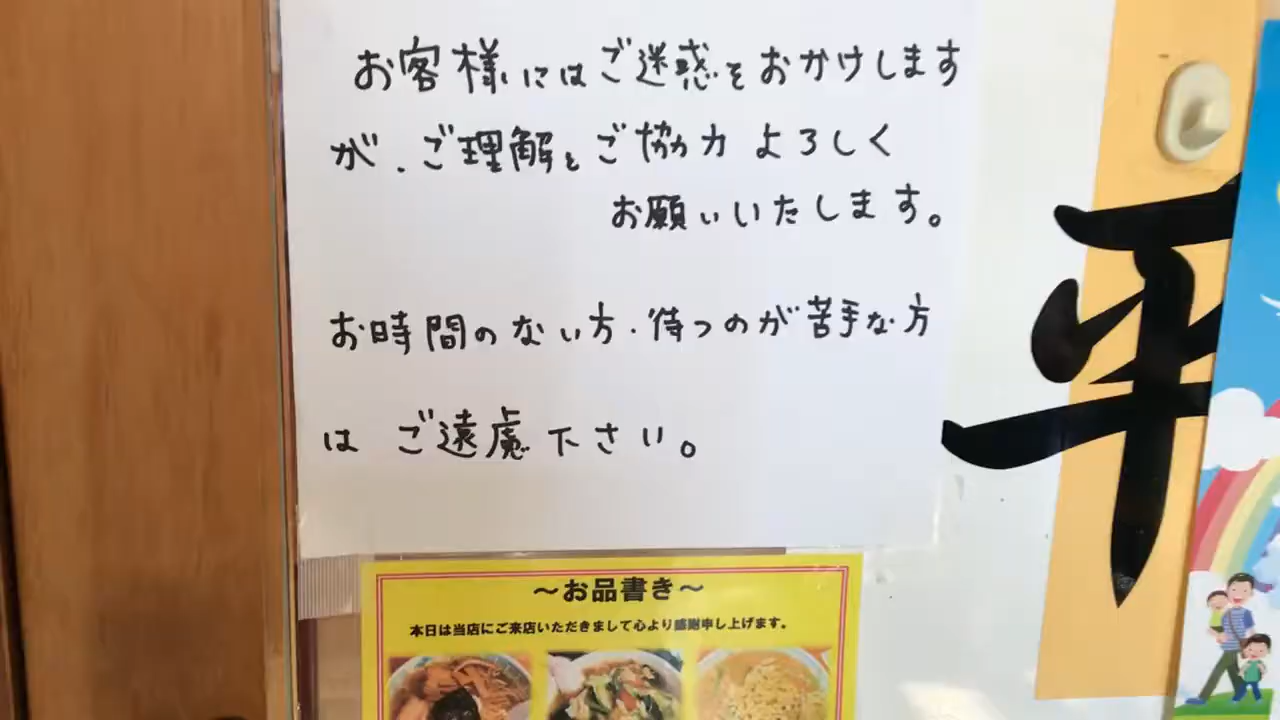 お客様にはご迷惑をおかけします
が、ご理解とご協力よろしく
お願いいたします。
お時間のない方・待つのが苦手な方
は ご遠慮下さい。
平
〜お品書き〜
本日は当店にご来店いただきまして心より感謝申し上げます。